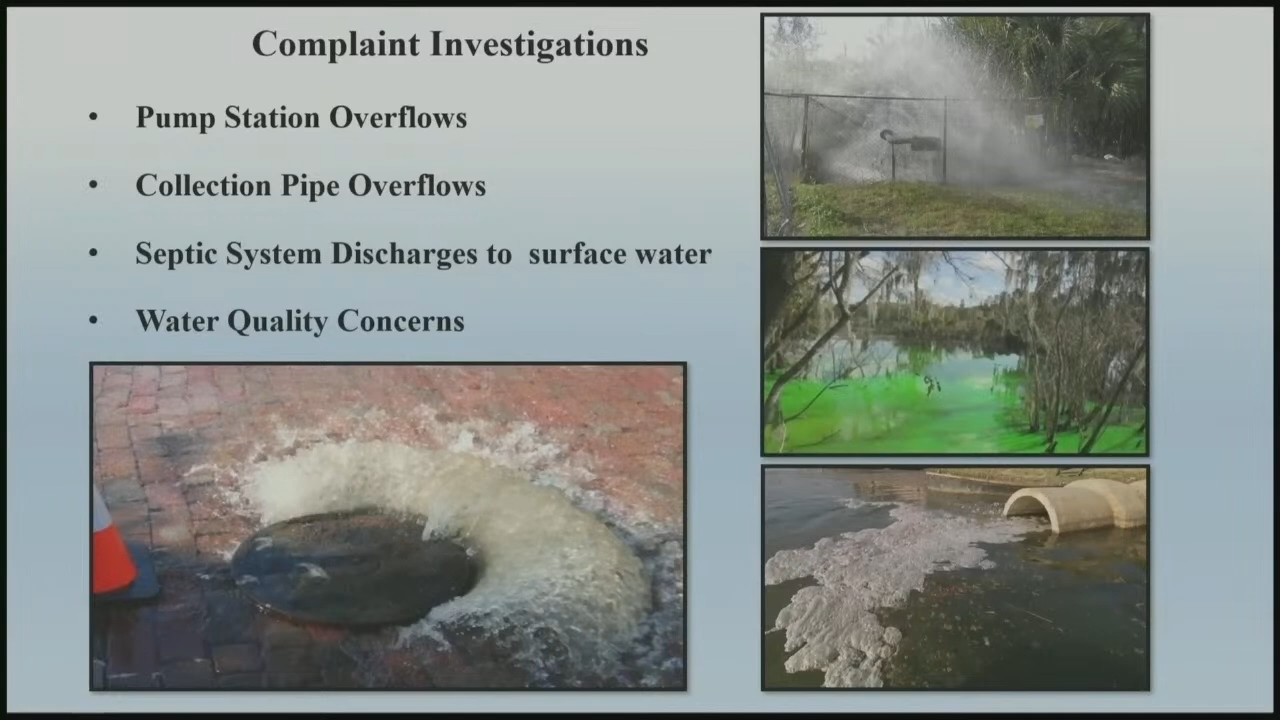 Complaint Investigations
• Pump Station Overflows
• Collection Pipe Overflows
• Septic System Discharges to  surface water
• Water Quality Concerns